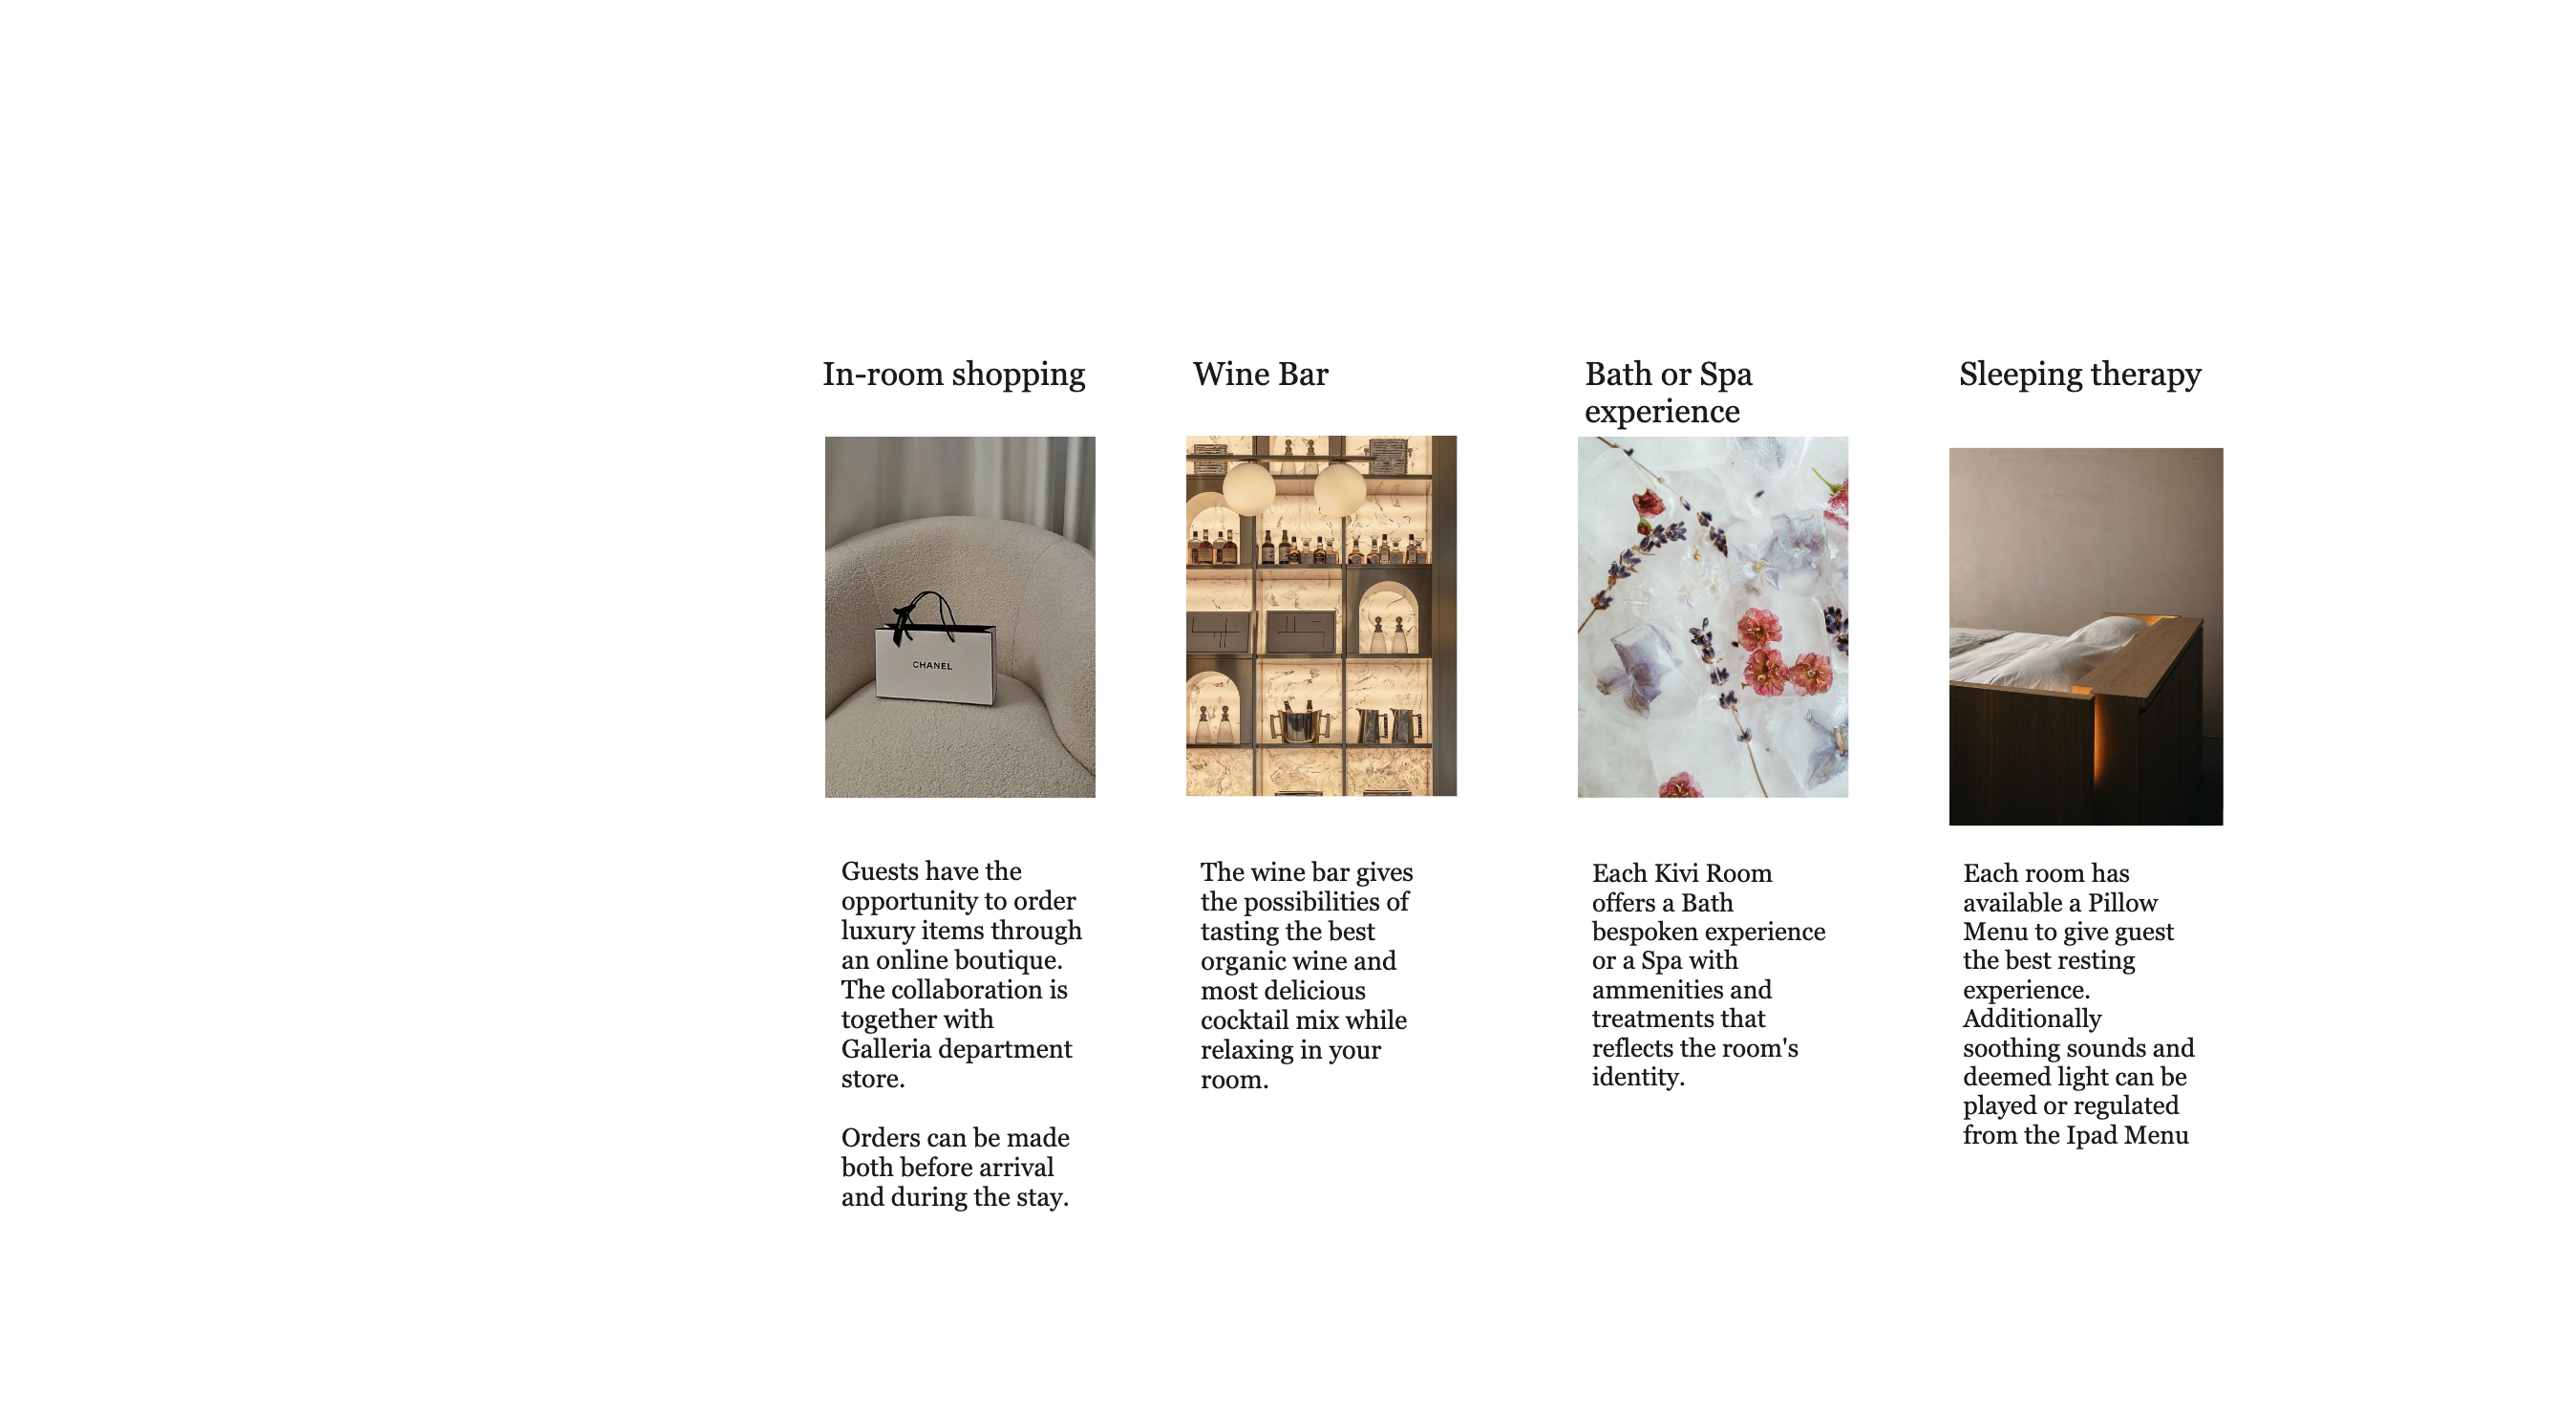 In-room shopping
Wine Bar
Bath or Spa
experience
Sleeping therapy
CHANEL
Guests have the
opportunity to order
luxury items through
an online boutique.
The collaboration is
together with
Galleria department
store.
Orders can be made
both before arrival
and during the stay.
The wine bar gives
the possibilities of
tasting the best
organic wine and
most delicious
cocktail mix while
relaxing in your
room.
Each Kivi Room
offers a Bath
bespoken experience
or a Spa with
ammenities and
treatments that
reflects the room's
identity.
Each room has
available a Pillow
Menu to give guest
the best resting
experience.
Additionally
soothing sounds and
deemed light can be
played or regulated
from the Ipad Menu